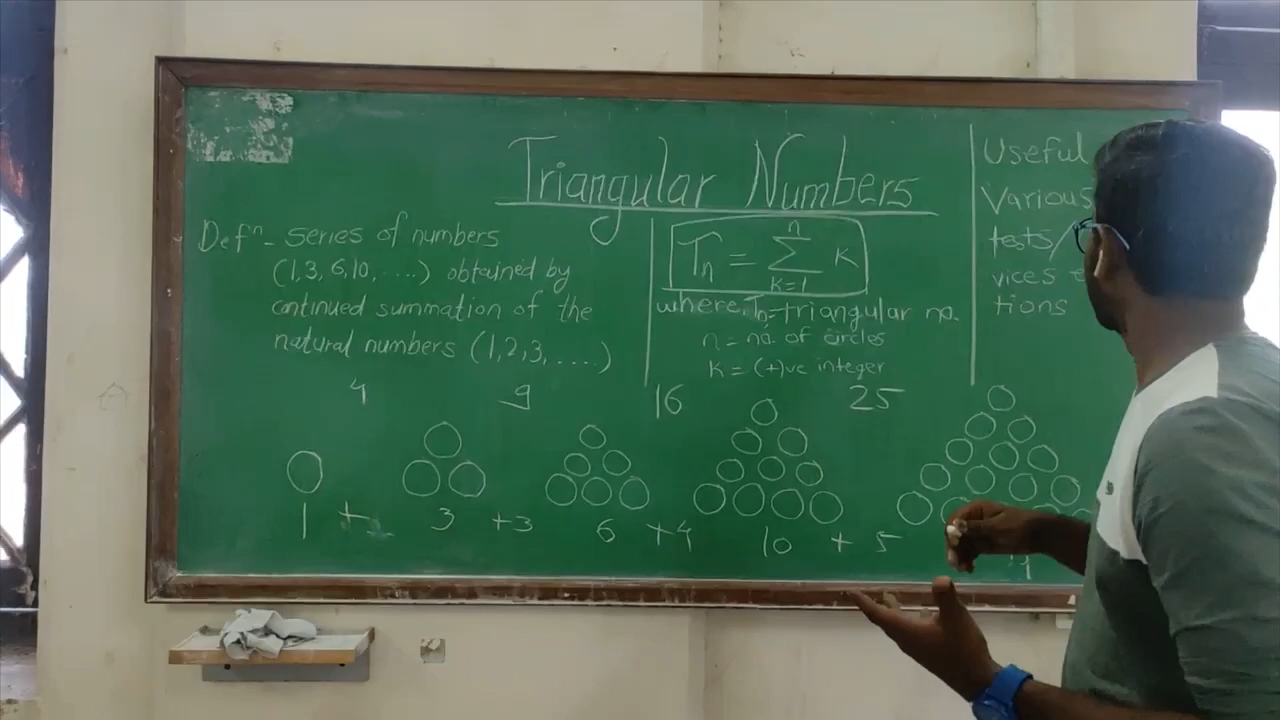 Triangular Numbers
Defⁿ - series of numbers
(1,3,6,10, ....) obtained by
continued summation of the
natural numbers (1,2,3, ....)
Tn = n∑k=1 k
where, Tn = triangular no.
n = no. of circles
k = (+)ve integer
Useful
Various
tests/
vices
tions
4 9 16 25
1 + 3 +3 6 +4 10 + 5